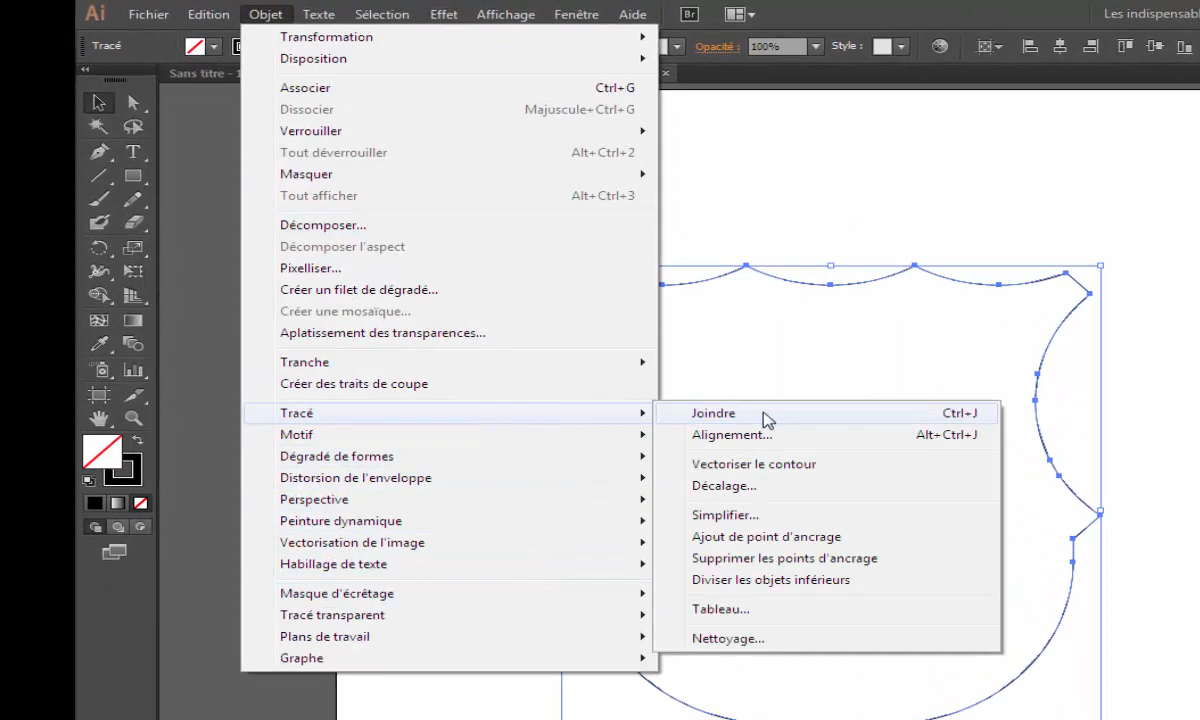 Ai Fichier Edition Objet Texte Sélection Effet Affichage Fenêtre Aide Br Les indispensab
Tracé Opacité : 100% Style :
Sans titre - 1
Transformation
Disposition
Associer Ctrl+G
Dissocier Majuscule+Ctrl+G
Verrouiller
Tout déverrouiller Alt+Ctrl+2
Masquer
Tout afficher Alt+Ctrl+3
Décomposer...
Décomposer l'aspect
Pixelliser...
Créer un filet de dégradé...
Créer une mosaïque...
Aplatissement des transparences...
Tranche
Créer des traits de coupe
Tracé
Motif
Dégradé de formes
Distorsion de l'enveloppe
Perspective
Peinture dynamique
Vectorisation de l'image
Habillage de texte
Masque d'écrêtage
Tracé transparent
Plans de travail
Graphe
Joindre Ctrl+J
Alignement... Alt+Ctrl+J
Vectoriser le contour
Décalage...
Simplifier...
Ajout de point d'ancrage
Supprimer les points d'ancrage
Diviser les objets inférieurs
Tableau...
Nettoyage...